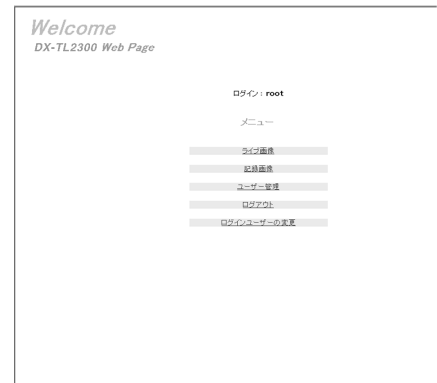 Welcome
DX-TL2300 Web Page
ログイン : root
メニュー
ライブ画像
記録画像
ユーザー管理
ログアウト
ログインユーザーの変更